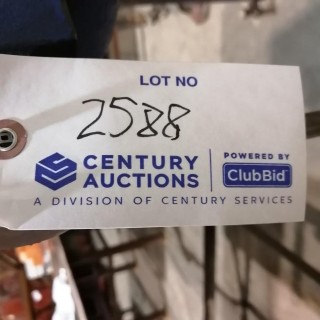 LOT NO
2588
CENTURY AUCTIONS
POWERED BY
ClubBid
A DIVISION OF CENTURY SERVICES